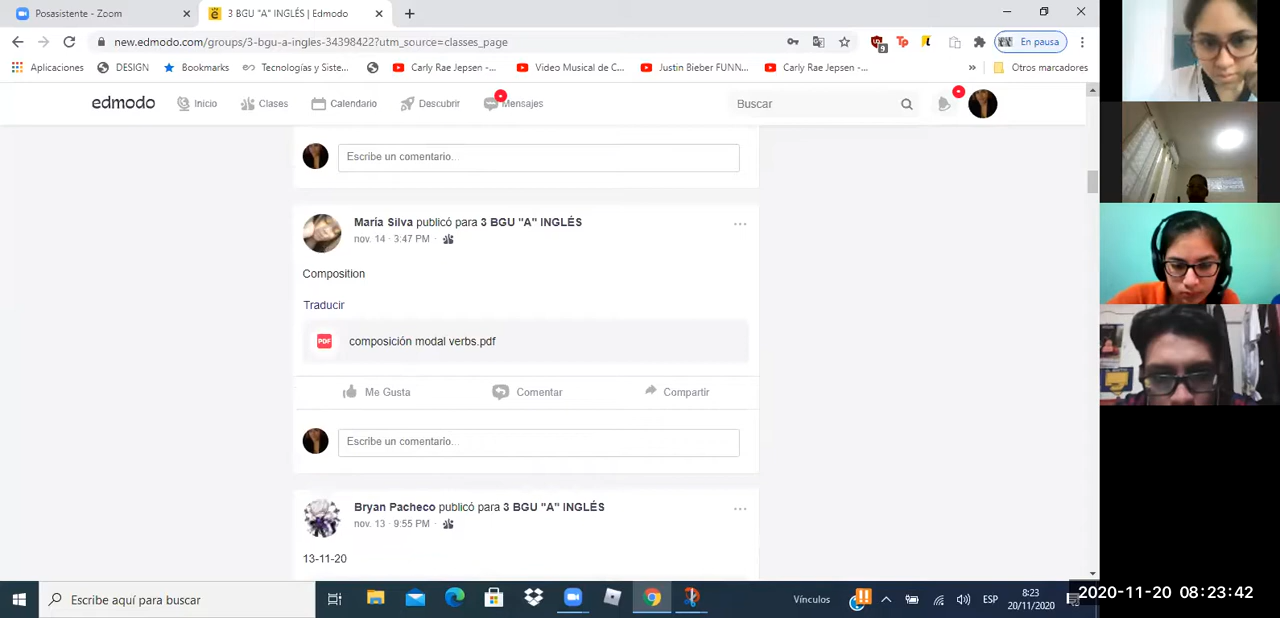 Posasistente - Zoom
3 BGU "A" INGLÉS | Edmodo
new.edmodo.com/groups/3-bgu-a-ingles-34398422?utm_source=classes_page
9
Tp
En pausa
Aplicaciones
DESIGN
Bookmarks
Tecnologías y Siste...
Carly Rae Jepsen -...
Video Musical de C...
Justin Bieber FUNN...
Carly Rae Jepsen -...
»
Otros marcadores
edmodo
Inicio
Clases
Calendario
Descubrir
Mensajes
Buscar
Escribe un comentario...
María Silva publicó para 3 BGU "A" INGLÉS
nov. 14 · 3:47 PM ·
Composition
Traducir
PDF
composición modal verbs.pdf
Me Gusta
Comentar
Compartir
Escribe un comentario...
Bryan Pacheco publicó para 3 BGU "A" INGLÉS
nov. 13 · 9:55 PM ·
13-11-20
Escribe aquí para buscar
Vínculos
ESP
8:23
20/11/2020
2020-11-20 08:23:42